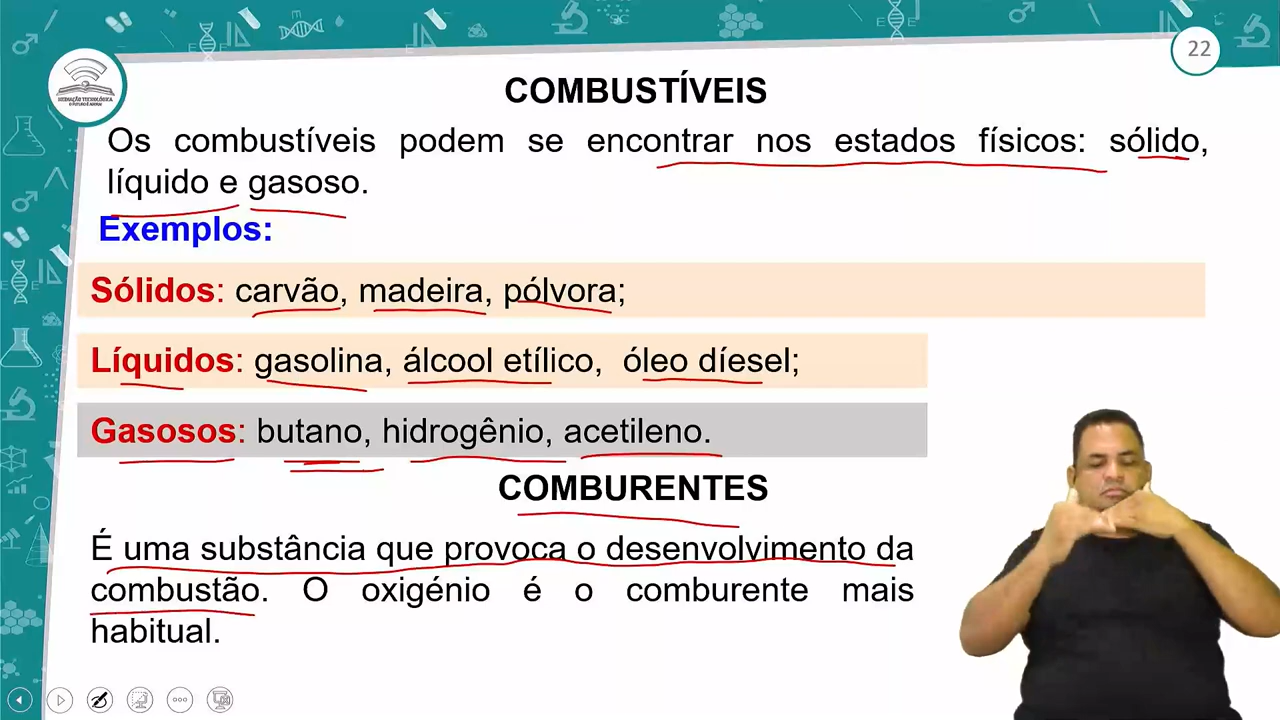 22
MEDIAÇÃO TECNOLÓGICA
COMBUSTÍVEIS
Os combustíveis podem se encontrar nos estados físicos: sólido,
líquido e gasoso.
Exemplos:
Sólidos: carvão, madeira, pólvora;
Líquidos: gasolina, álcool etílico, óleo díesel;
Gasosos: butano, hidrogênio, acetileno.
COMBURENTES
É uma substância que provoca o desenvolvimento da
combustão. O oxigénio é o comburente mais
habitual.